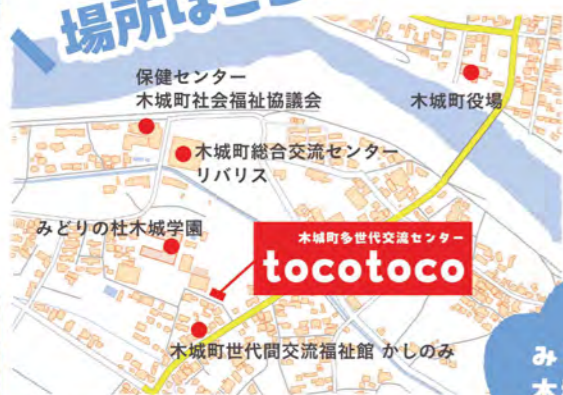 場所はここ
保健センター
木城町社会福祉協議会
木城町役場
木城町総合交流センター
リバリス
みどりの杜木城学園
木城町多世代交流センター
tocotoco
木城町世代間交流福祉館 かしのみ
み
木